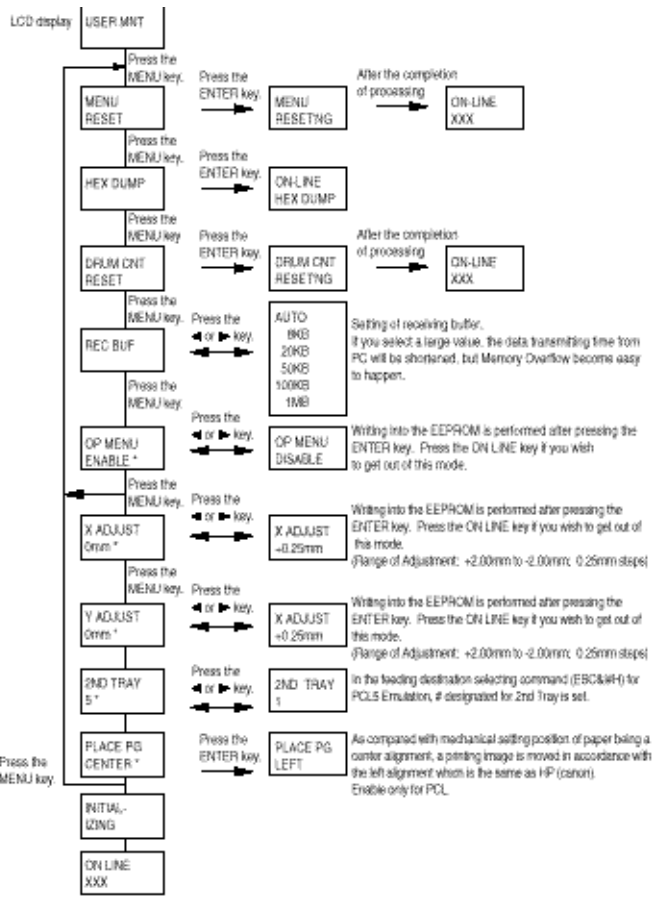 LCD display
USER MNT
Press the
MENU key.
MENU
RESET
Press the
ENTER key.
MENU
RESET'NG
After the completion
of processing
ON-LINE
XXX
Press the
MENU key.
HEX DUMP
Press the
ENTER key.
ON-LINE
HEX DUMP
Press the
MENU key
DRUM CNT
RESET
Press the
ENTER key.
DRUM CNT
RESET'NG
After the completion
of processing
ON-LINE
XXX
Press the
MENU key.
REC BUF
Press the
◄ or ► key.
AUTO
8KB
20KB
50KB
100KB
1MB
Setting of receiving buffer.
If you select a large value, the data transmitting time from
PC will be shortened, but Memory Overflow become easy
to happen.
Press the
MENU key.
OP MENU
ENABLE *
Press the
◄ or ► key.
OP MENU
DISABLE
Writing into the EEPROM is performed after pressing the
ENTER key. Press the ON LINE key if you wish
to get out of this mode.
Press the
MENU key.
X ADJUST
0mm *
Press the
◄ or ► key.
X ADJUST
+0.25mm
Writing into the EEPROM is performed after pressing the
ENTER key. Press the ON LINE key if you wish to get out of
this mode.
(Range of Adjustment: +2.00mm to -2.00mm; 0.25mm steps)
Press the
MENU key.
Y ADJUST
0mm *
Press the
◄ or ► key.
X ADJUST
+0.25mm
Writing into the EEPROM is performed after pressing the
ENTER key. Press the ON LINE key if you wish to get out of
this mode.
(Range of Adjustment: +2.00mm to -2.00mm; 0.25mm steps)
2ND TRAY
5 *
Press the
◄ or ► key.
2ND TRAY
1
In the feeding destination selecting command (ESC&l#H) for
PCL5 Emulation, # designated for 2nd Tray is set.
PLACE PG
CENTER *
Press the
ENTER key.
PLACE PG
LEFT
As compared with mechanical setting position of paper being a
center alignment, a printing image is moved in accordance with
the left alignment which is the same as HP (canon).
Enable only for PCL.
Press the
MENU key.
INITIAL-
IZING
ON LINE
XXX